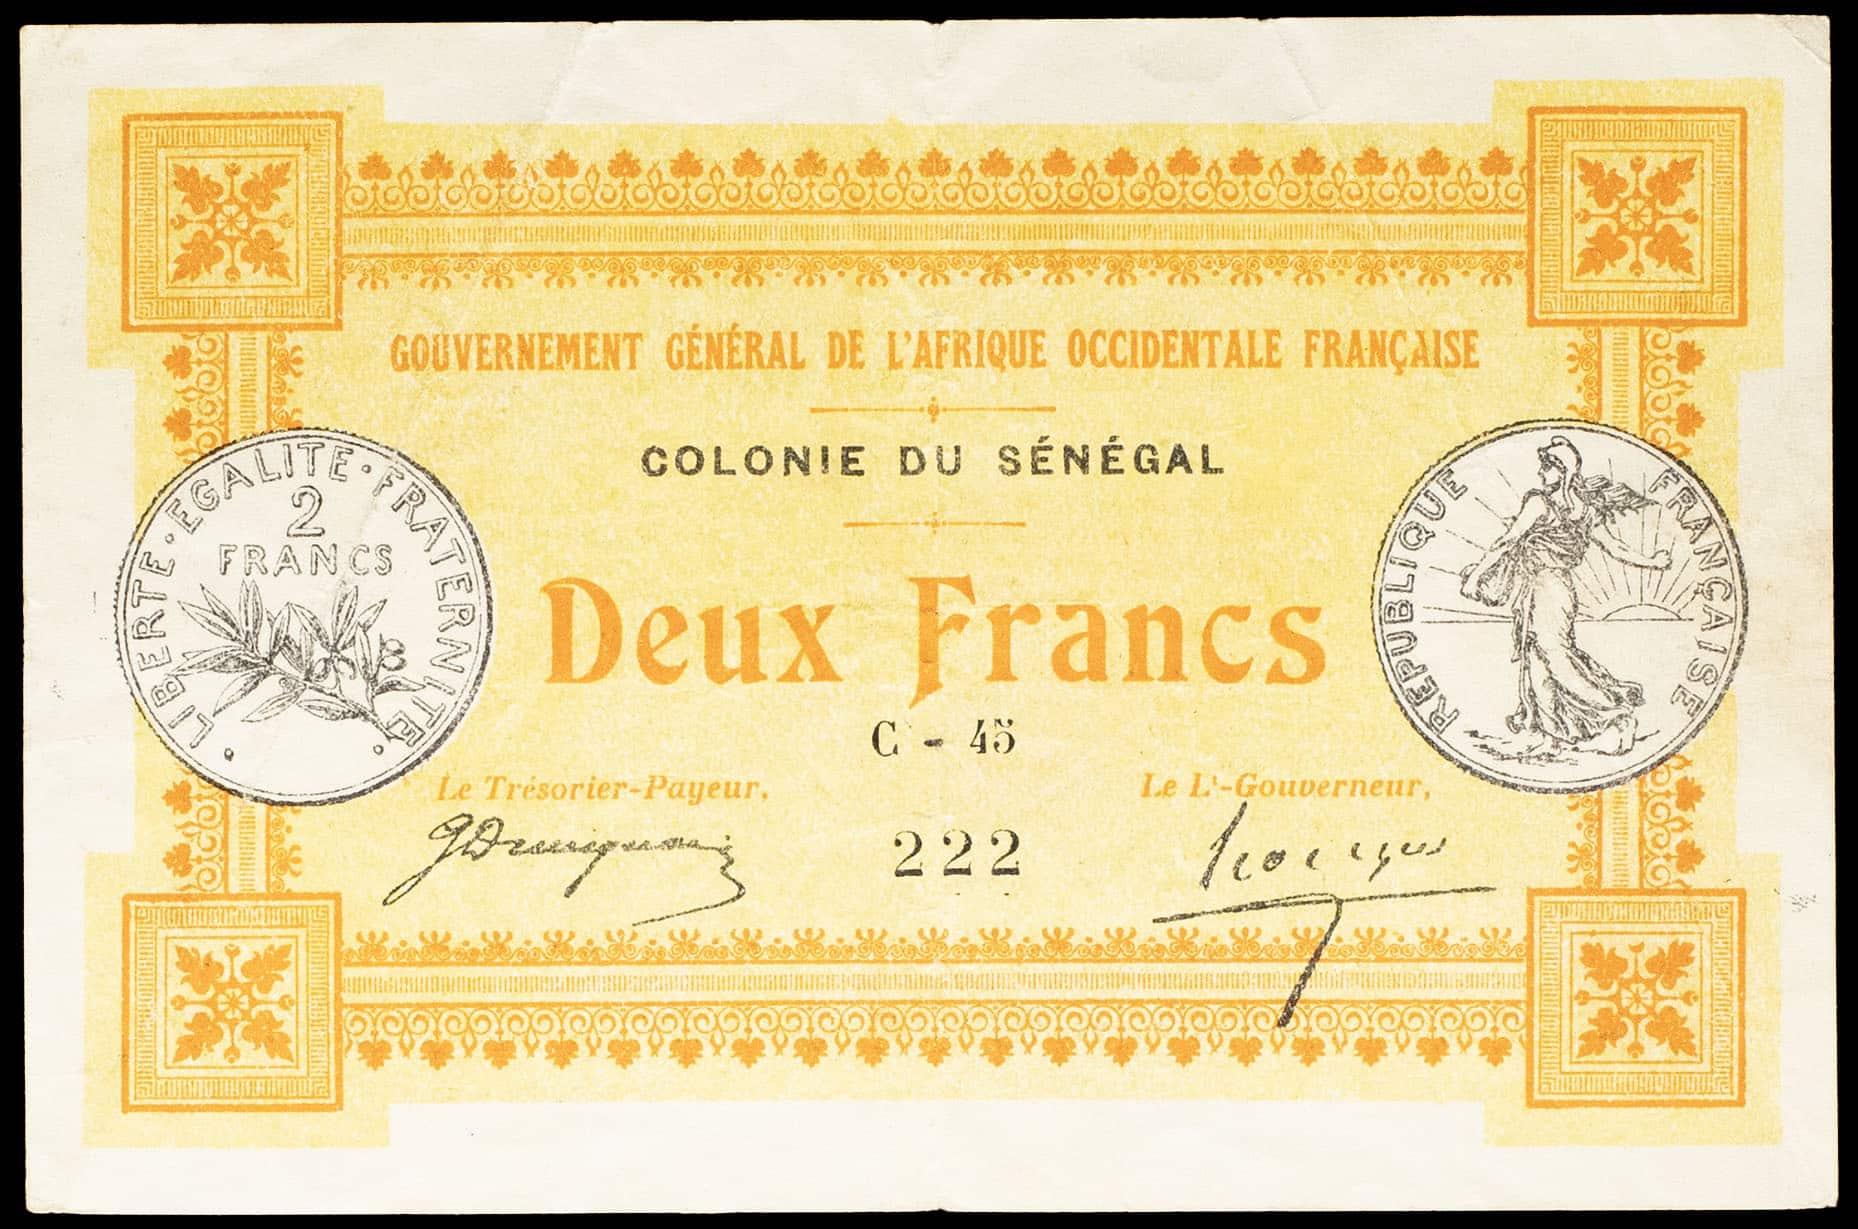 GOUVERNEMENT GÉNÉRAL DE L'AFRIQUE OCCIDENTALE FRANÇAISE
COLONIE DU SÉNÉGAL
LIBERTE · EGALITE · FRATERNITE
2
FRANCS
REPUBLIQUE FRANÇAISE
Deux Francs
C - 45
Le Trésorier-Payeur,
Le Lt-Gouverneur,
222